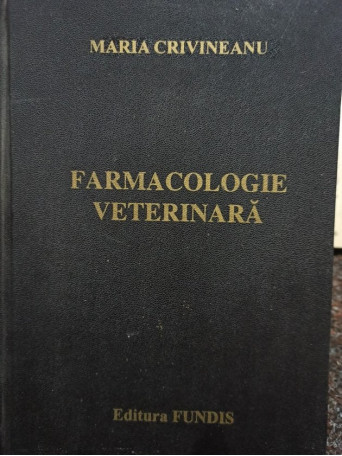 MARIA CRIVINEANU
FARMACOLOGIE
VETERINARĂ
Editura FUNDIS